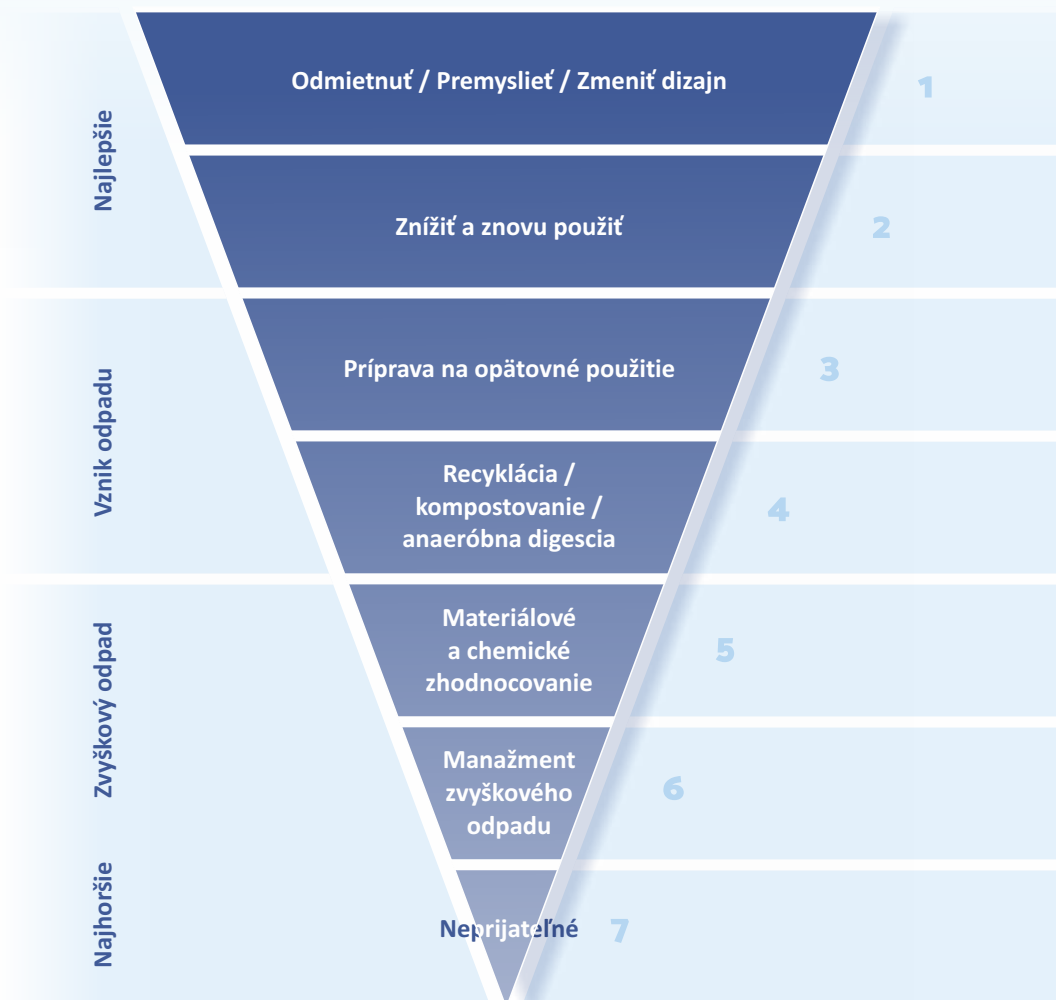 Najlepšie
Odmietnuť / Premyslieť / Zmeniť dizajn
1
Znížiť a znovu použiť
2
Vznik odpadu
Príprava na opätovné použitie
3
Recyklácia /
kompostovanie /
anaeróbna digescia
4
Zvyškový odpad
Materiálové
a chemické
zhodnocovanie
5
Manažment
zvyškového
odpadu
6
Najhoršie
Neprijateľné
7